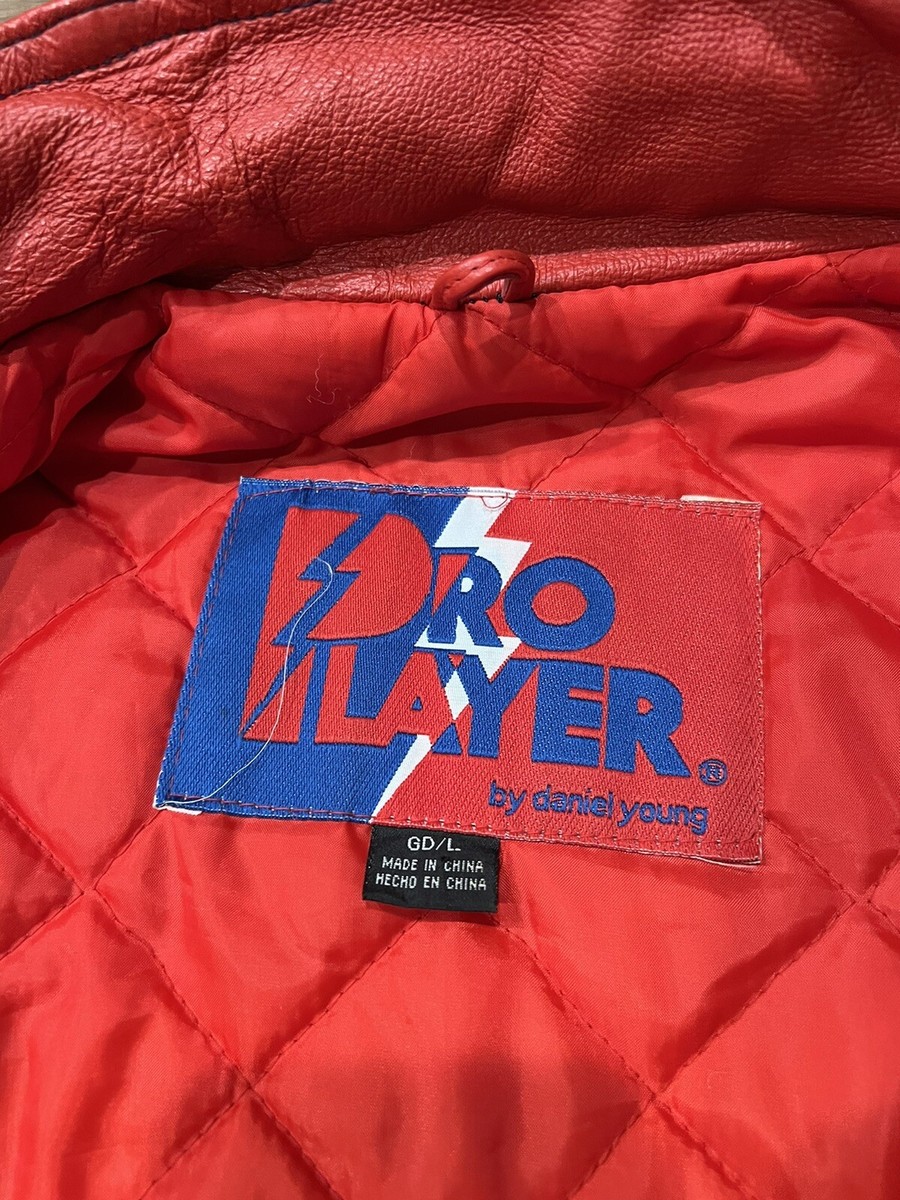 PRO
PLAYER®
by daniel young
GD/L
MADE IN CHINA
HECHO EN CHINA